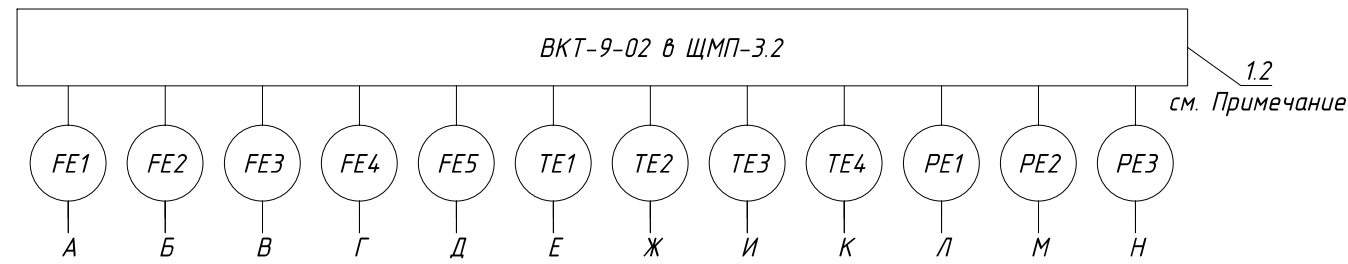 ВКТ-9-02 в ЩМП-3.2
1.2
см. Примечание
FE1 FE2 FE3 FE4 FE5 TE1 TE2 TE3 TE4 PE1 PE2 PE3
А Б В Г Д Е Ж И К Л М Н